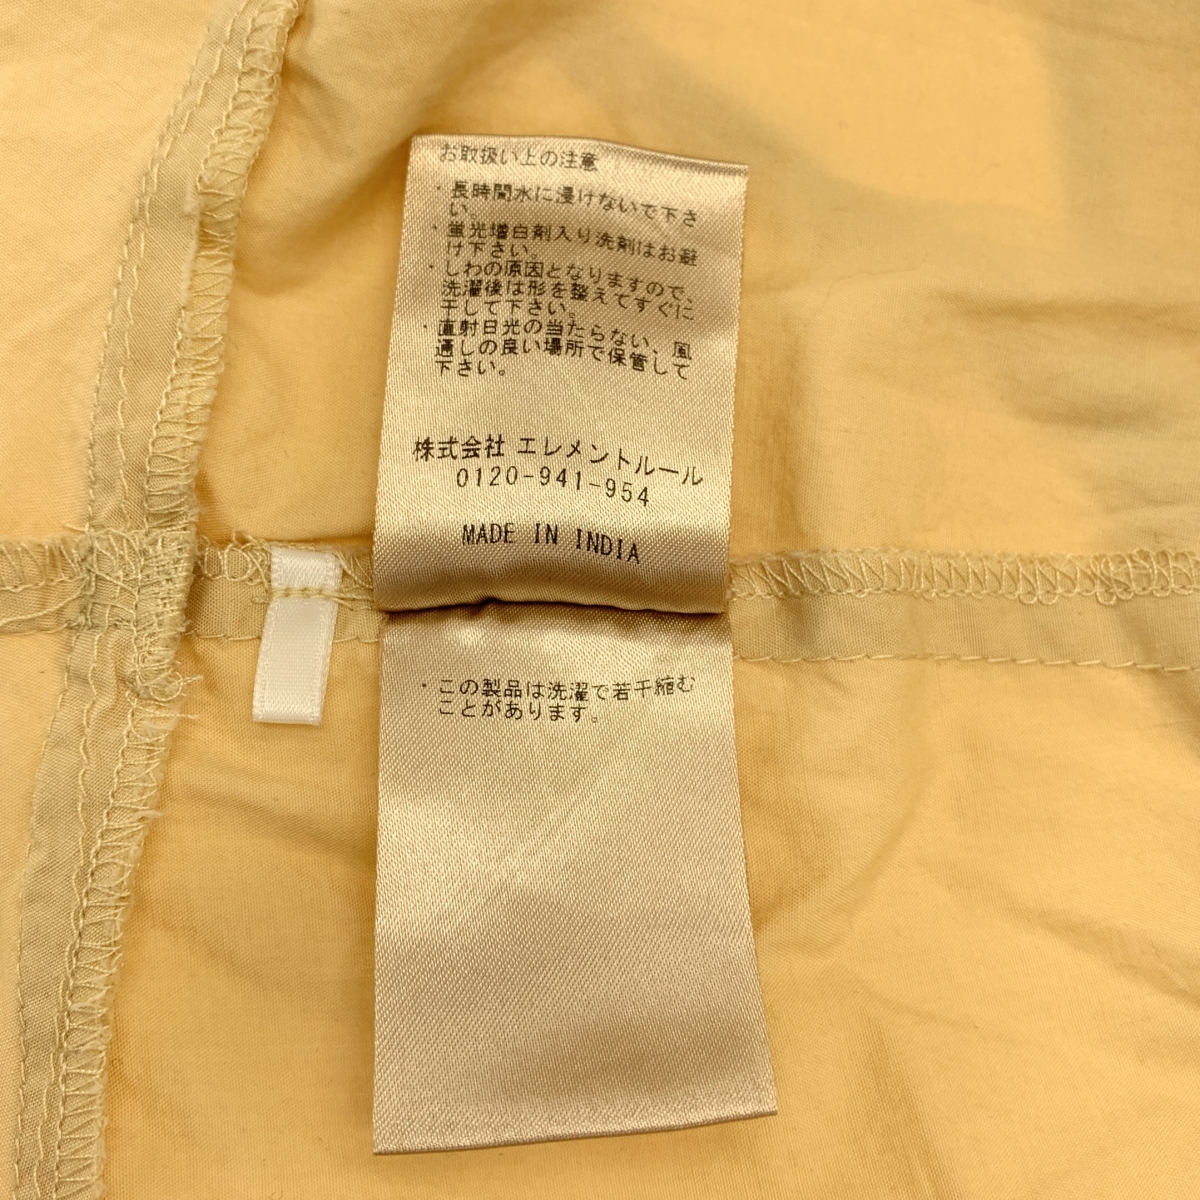 お取扱い上の注意
・長時間水に浸けないで下さ
い。
・蛍光増白剤入り洗剤はお避
け下さい。
・しわの原因となりますので、
洗濯後は形を整えてすぐに
干して下さい。
・直射日光の当たらない、風
通しの良い場所で保管して
下さい。
株式会社 エレメントルール
0120-941-954
MADE IN INDIA
・この製品は洗濯で若干縮む
ことがあります。